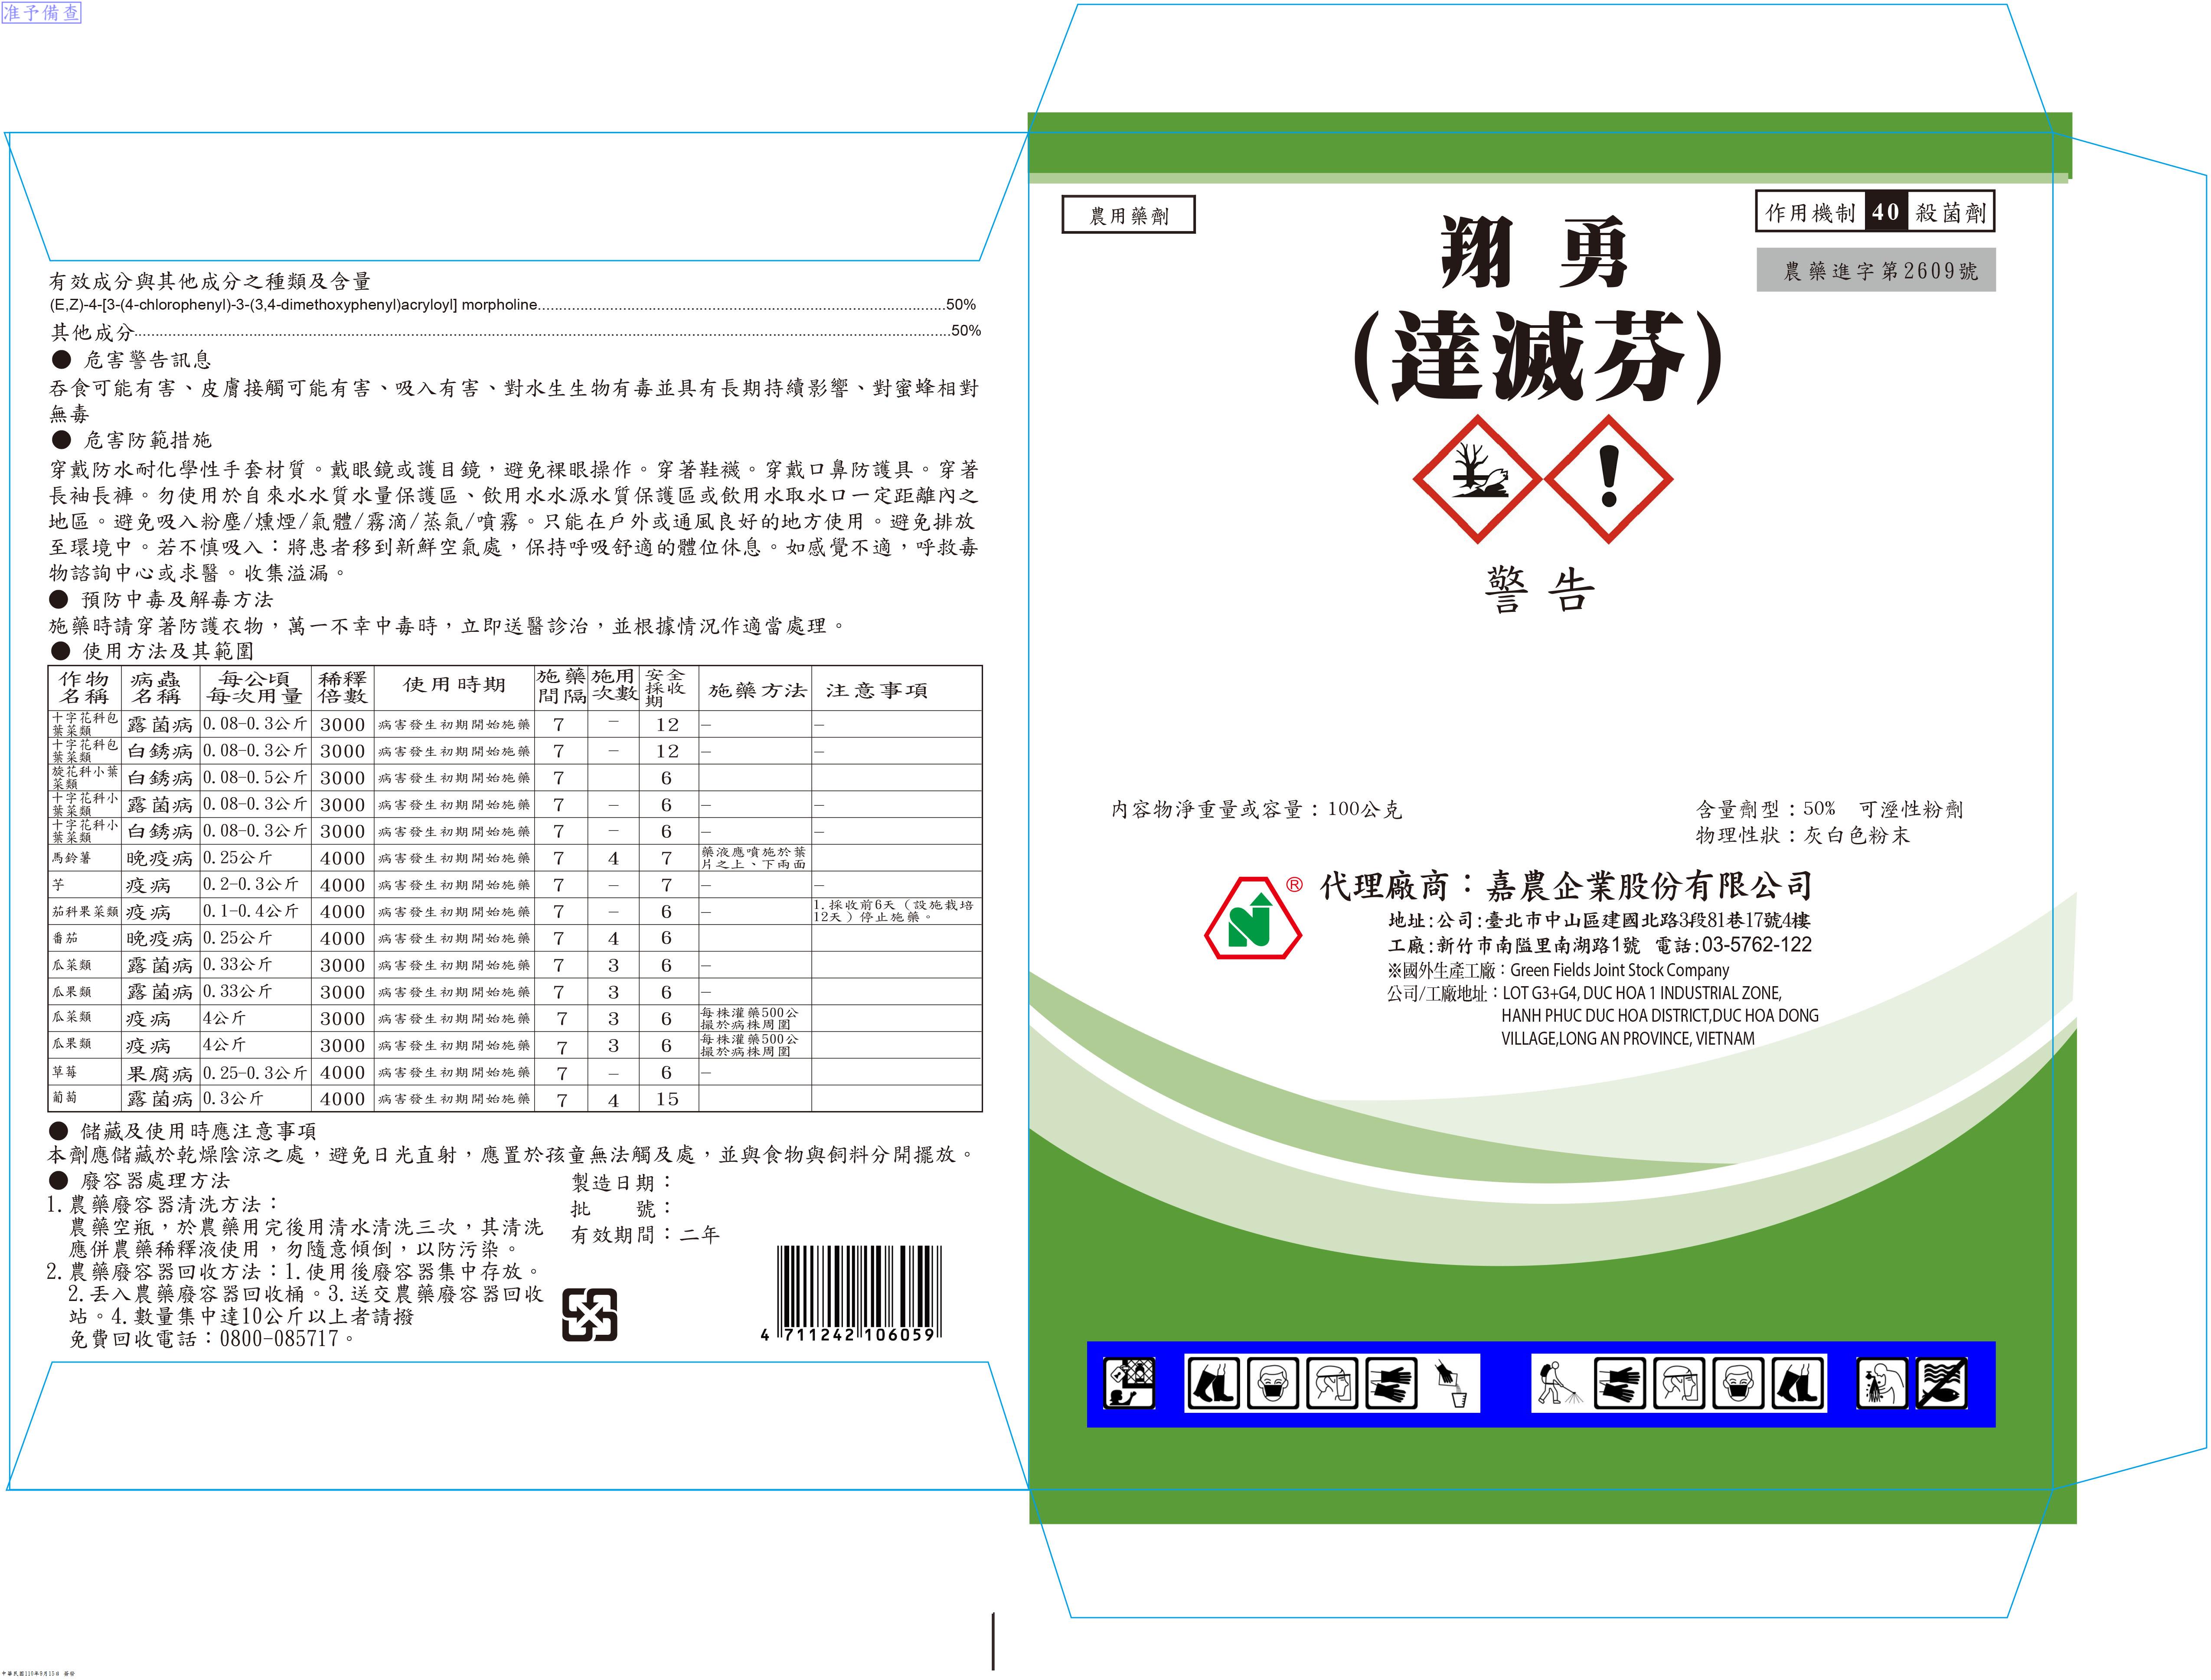 准予備查
有效成分與其他成分之種類及含量
(E,Z)-4-[3-(4-chlorophenyl)-3-(3,4-dimethoxyphenyl)acryloyl] morpholine................50%
其他成分................50%
● 危害警告訊息
吞食可能有害、皮膚接觸可能有害、吸入有害、對水生生物有毒並具有長期持續影響、對蜜蜂相對
無毒
● 危害防範措施
穿戴防水耐化學性手套材質。戴眼鏡或護目鏡，避免裸眼操作。穿著鞋襪。穿戴口鼻防護具。穿著
長袖長褲。勿使用於自來水水質水量保護區、飲用水水源水質保護區或飲用水取水口一定距離內之
地區。避免吸入粉塵/燻煙/氣體/霧滴/蒸氣/噴霧。只能在戶外或通風良好的地方使用。避免排放
至環境中。若不慎吸入：將患者移到新鮮空氣處，保持呼吸舒適的體位休息。如感覺不適，呼救毒
物諮詢中心或求醫。收集溢漏。
● 預防中毒及解毒方法
施藥時請穿著防護衣物，萬一不幸中毒時，立即送醫診治，並根據情況作適當處理。
● 使用方法及其範圍
作物名稱 病蟲名稱 每公頃每次用量 稀釋倍數 使用時期 施藥間隔 施用次數 安全採收期 施藥方法 注意事項
十字花科包葉菜類 露菌病 0.08-0.3公斤 3000 病害發生初期開始施藥 7 － 12 － －
十字花科包葉菜類 白銹病 0.08-0.3公斤 3000 病害發生初期開始施藥 7 － 12 － －
旋花科小葉菜類 白銹病 0.08-0.5公斤 3000 病害發生初期開始施藥 7 6
十字花科小葉菜類 露菌病 0.08-0.3公斤 3000 病害發生初期開始施藥 7 － 6 － －
十字花科小葉菜類 白銹病 0.08-0.3公斤 3000 病害發生初期開始施藥 7 － 6 － －
馬鈴薯 晚疫病 0.25公斤 4000 病害發生初期開始施藥 7 4 7 藥液應噴施於葉片之上、下兩面
芋 疫病 0.2-0.3公斤 4000 病害發生初期開始施藥 7 － 7 － －
茄科果菜類 疫病 0.1-0.4公斤 4000 病害發生初期開始施藥 7 － 6 － 1.採收前6天（設施栽培12天）停止施藥。
番茄 晚疫病 0.25公斤 4000 病害發生初期開始施藥 7 4 6
瓜菜類 露菌病 0.33公斤 3000 病害發生初期開始施藥 7 3 6 －
瓜果類 露菌病 0.33公斤 3000 病害發生初期開始施藥 7 3 6 －
瓜菜類 疫病 4公斤 3000 病害發生初期開始施藥 7 3 6 每株灌藥500公撮於病株周圍
瓜果類 疫病 4公斤 3000 病害發生初期開始施藥 7 3 6 每株灌藥500公撮於病株周圍
草莓 果腐病 0.25-0.3公斤 4000 病害發生初期開始施藥 7 － 6 －
葡萄 露菌病 0.3公斤 4000 病害發生初期開始施藥 7 4 15
● 儲藏及使用時應注意事項
本劑應儲藏於乾燥陰涼之處，避免日光直射，應置於孩童無法觸及處，並與食物與飼料分開擺放。
● 廢容器處理方法
1.農藥廢容器清洗方法：
農藥空瓶，於農藥用完後用清水清洗三次，其清洗
應併農藥稀釋液使用，勿隨意傾倒，以防污染。
2.農藥廢容器回收方法：1.使用後廢容器集中存放。
2.丟入農藥廢容器回收桶。3.送交農藥廢容器回收
站。4.數量集中達10公斤以上者請撥
免費回收電話：0800-085717。
製造日期：
批　　號：
有效期間：二年
4 711242 106059
農用藥劑
作用機制 40 殺菌劑
農藥進字第2609號
翔勇
(達滅芬)
警告
內容物淨重量或容量：100公克
含量劑型：50%　可溼性粉劑
物理性狀：灰白色粉末
®
代理廠商：嘉農企業股份有限公司
地址:公司:臺北市中山區建國北路3段81巷17號4樓
工廠:新竹市南隘里南湖路1號 電話:03-5762-122
※國外生產工廠：Green Fields Joint Stock Company
公司/工廠地址：LOT G3+G4, DUC HOA 1 INDUSTRIAL ZONE,
HANH PHUC DUC HOA DISTRICT,DUC HOA DONG
VILLAGE,LONG AN PROVINCE, VIETNAM
中華民國110年9月15日